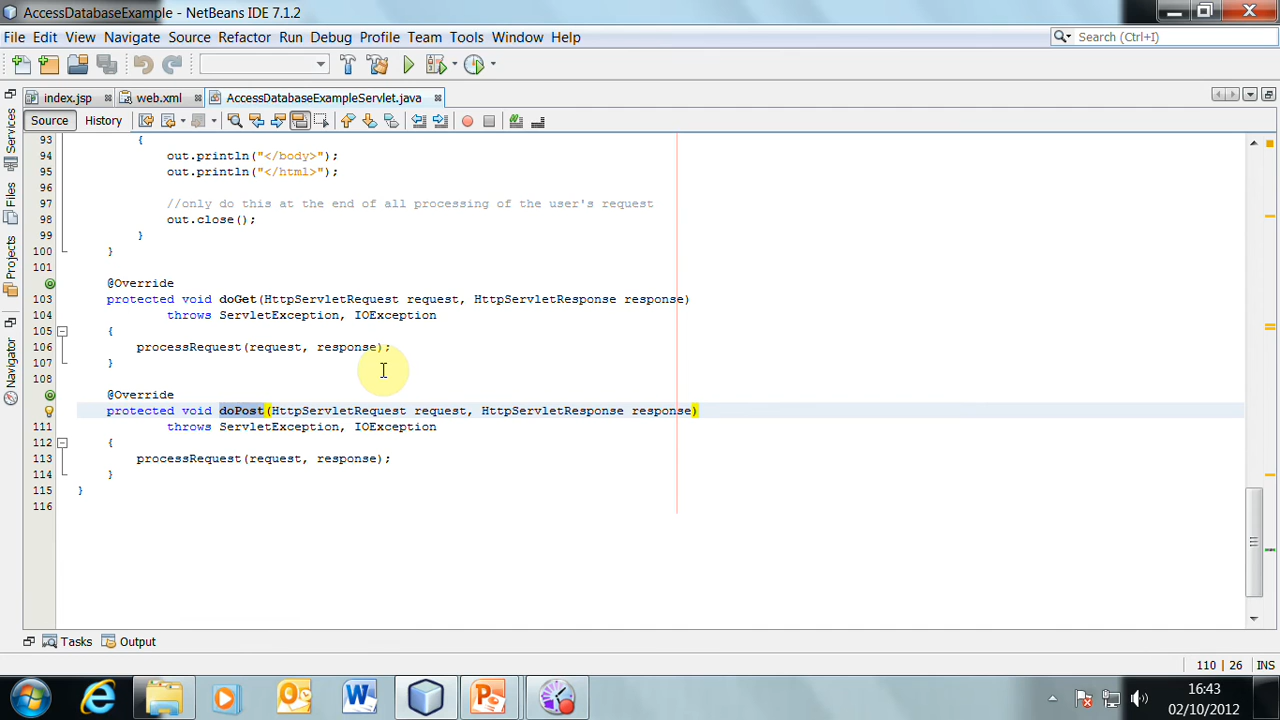 AccessDatabaseExample - NetBeans IDE 7.1.2
File Edit View Navigate Source Refactor Run Debug Profile Team Tools Window Help
Search (Ctrl+I)
index.jsp web.xml AccessDatabaseExampleServlet.java
Source History
Services
Files
Projects
Navigator
93 {
94 out.println("</body>");
95 out.println("</html>");
96
97 //only do this at the end of all processing of the user's request
98 out.close();
99 }
100 }
101
@Override
103 protected void doGet(HttpServletRequest request, HttpServletResponse response)
104 throws ServletException, IOException
105 {
106 processRequest(request, response);
107 }
108
@Override
protected void doPost(HttpServletRequest request, HttpServletResponse response)
111 throws ServletException, IOException
112 {
113 processRequest(request, response);
114 }
115 }
116
Tasks Output
110 | 26 INS
16:43
02/10/2012